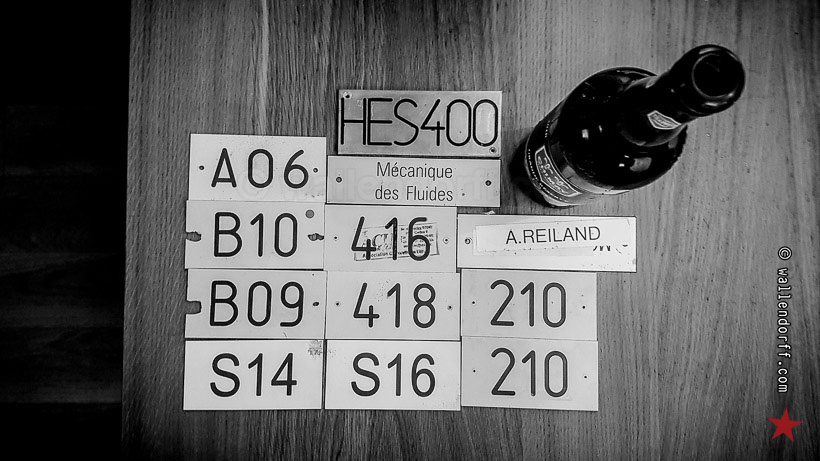 HES400
A06
Mécanique
des Fluides
B10
416
A.REILAND
B09
418
210
S14
S16
210
© wallendorff.com